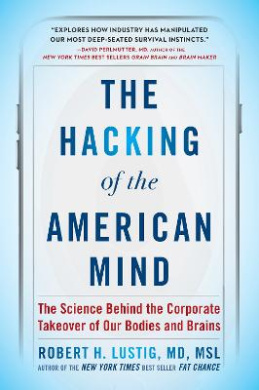 "EXPLORES HOW INDUSTRY HAS MANIPULATED
OUR MOST DEEP-SEATED SURVIVAL INSTINCTS."
—DAVID PERLMUTTER, MD, AUTHOR OF THE
NEW YORK TIMES BEST SELLERS GRAIN BRAIN AND BRAIN MAKER
THE
HACKING
of the
AMERICAN
MIND
The Science Behind the Corporate
Takeover of Our Bodies and Brains
ROBERT H. LUSTIG, MD, MSL
AUTHOR OF THE NEW YORK TIMES BEST SELLER FAT CHANCE